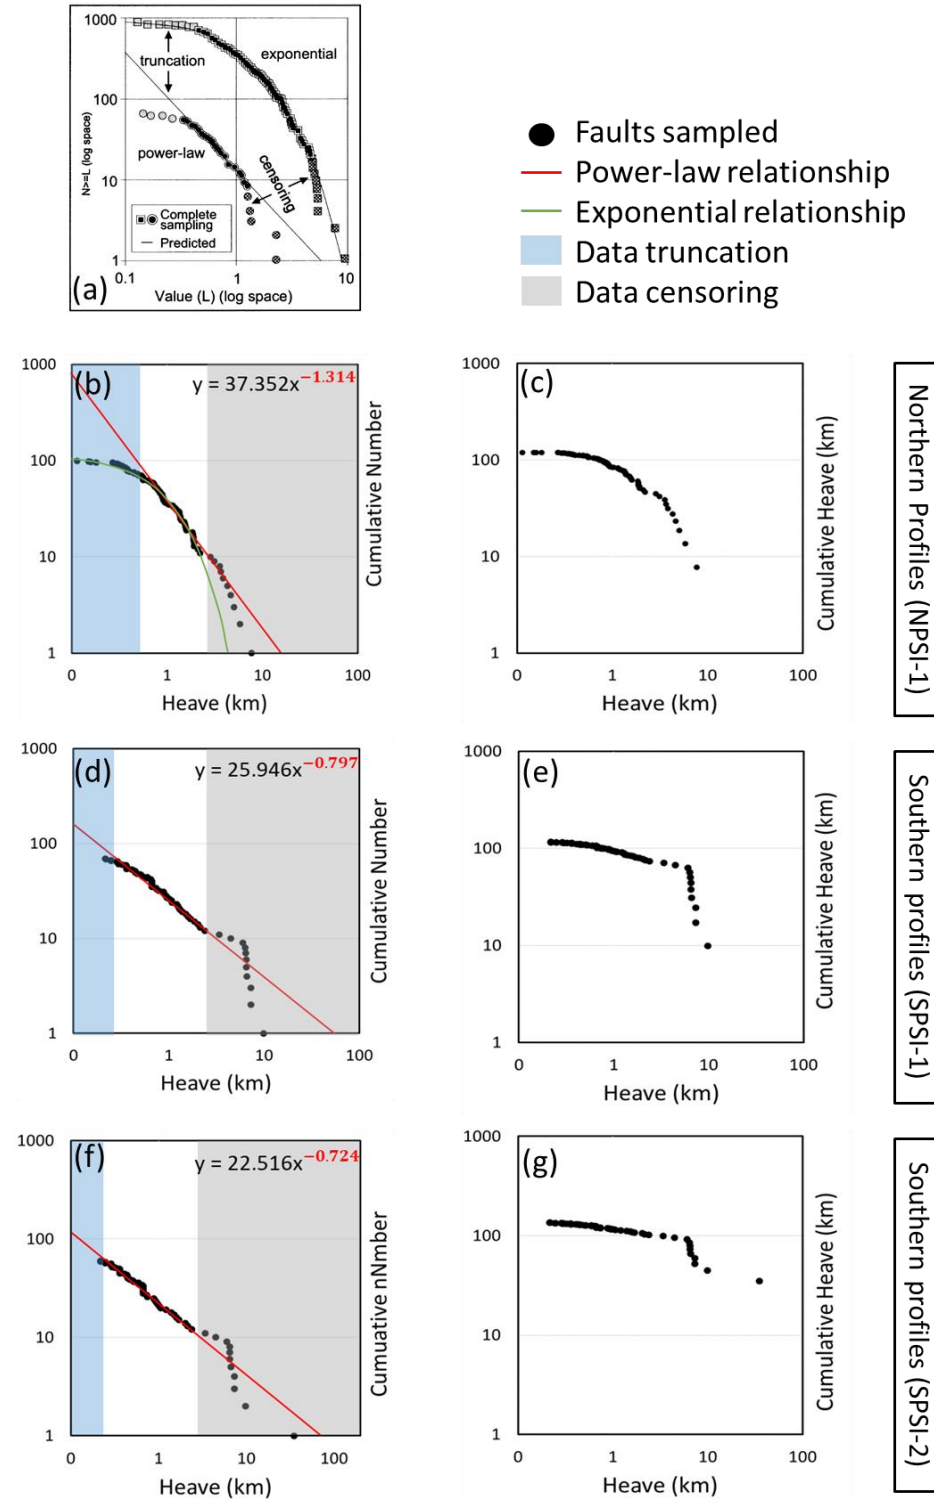 1000
100
10
1
0.1
1
10
N>=L (log space)
Value (L) (log space)
truncation
exponential
power-law
censoring
Complete
sampling
Predicted
(a)
Faults sampled
Power-law relationship
Exponential relationship
Data truncation
Data censoring
(b)
y = 37.352x−1.314
1000
100
10
1
0
1
10
100
Heave (km)
Cumulative Number
(c)
1000
100
10
1
0
1
10
100
Heave (km)
Cumulative Heave (km)
Northern Profiles (NPSI-1)
(d)
y = 25.946x−0.797
1000
100
10
1
0
1
10
100
Heave (km)
Cumulative Number
(e)
1000
100
10
1
0
1
10
100
Heave (km)
Cumulative Heave (km)
Southern profiles (SPSI-1)
(f)
y = 22.516x−0.724
1000
100
10
1
0
1
10
100
Heave (km)
Cumuative nNmber
(g)
1000
100
10
1
0
1
10
100
Heave (km)
Cumulative Heave (km)
Southern profiles (SPSI-2)